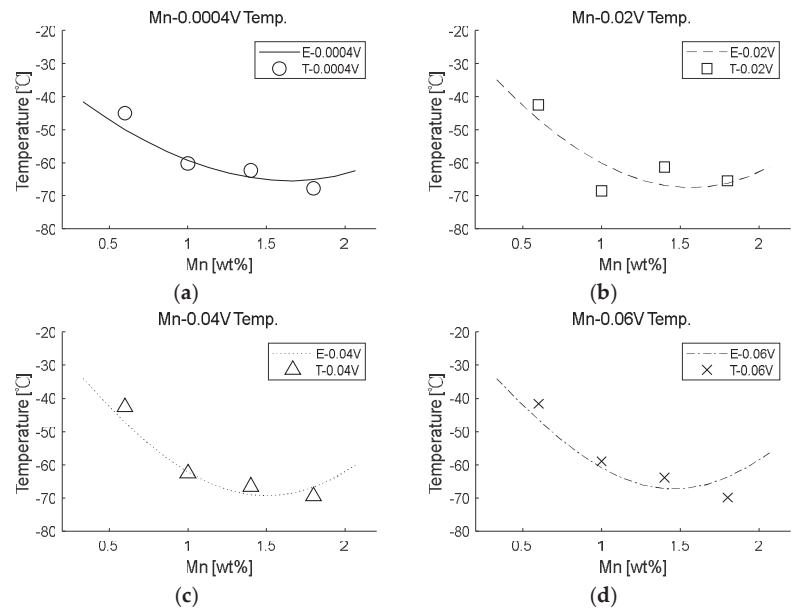 Mn-0.0004V Temp.
-20
-30
-40
-50
-60
-70
-80
Temperature [℃]
E-0.0004V
T-0.0004V
0.5
1
1.5
2
Mn [wt%]
(a)
Mn-0.02V Temp.
-20
-30
-40
-50
-60
-70
-80
Temperature [℃]
E-0.02V
T-0.02V
0.5
1
1.5
2
Mn [wt%]
(b)
Mn-0.04V Temp.
-20
-30
-40
-50
-60
-70
-80
Temperature [℃]
E-0.04V
T-0.04V
0.5
1
1.5
2
Mn [wt%]
(c)
Mn-0.06V Temp.
-20
-30
-40
-50
-60
-70
-80
Temperature [℃]
E-0.06V
T-0.06V
0.5
1
1.5
2
Mn [wt%]
(d)